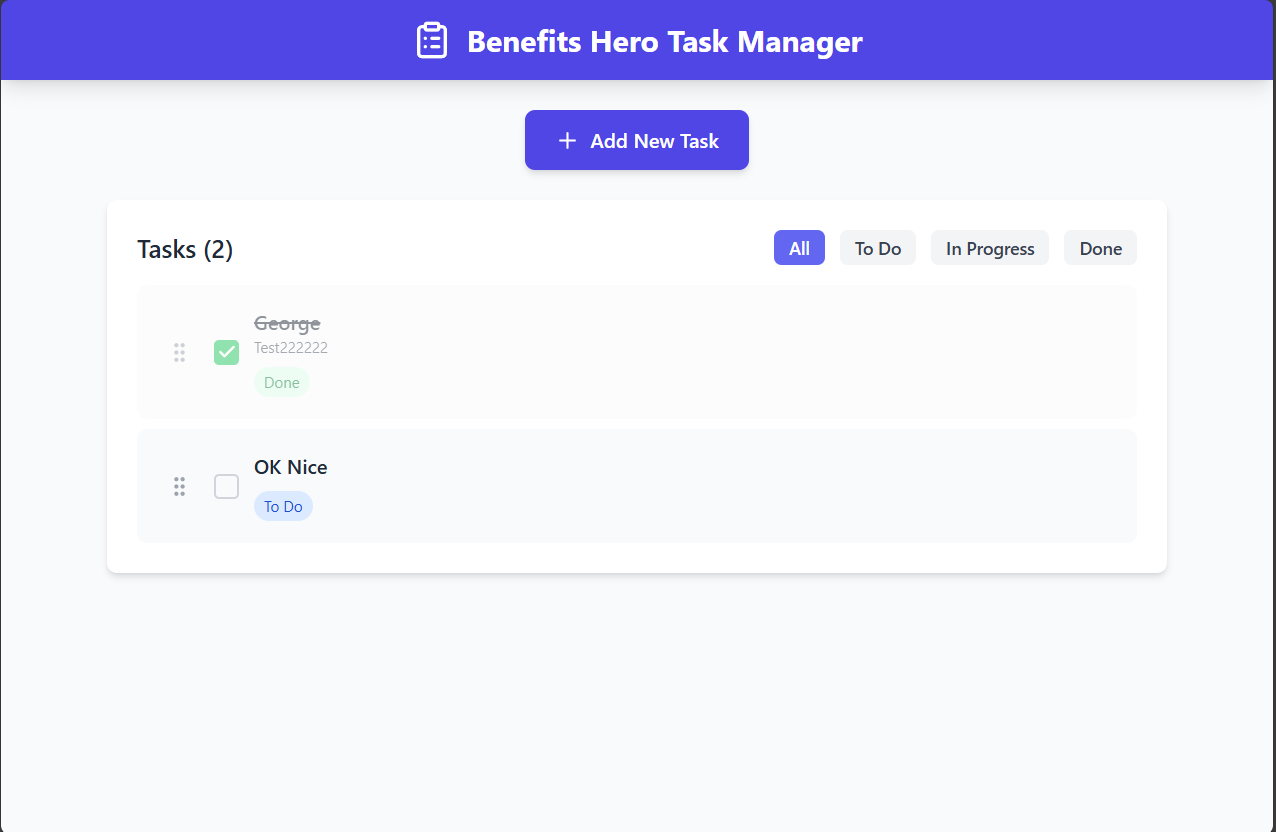 Benefits Hero Task Manager
Add New Task
Tasks (2)
All
To Do
In Progress
Done
George
Test222222
Done
OK Nice
To Do